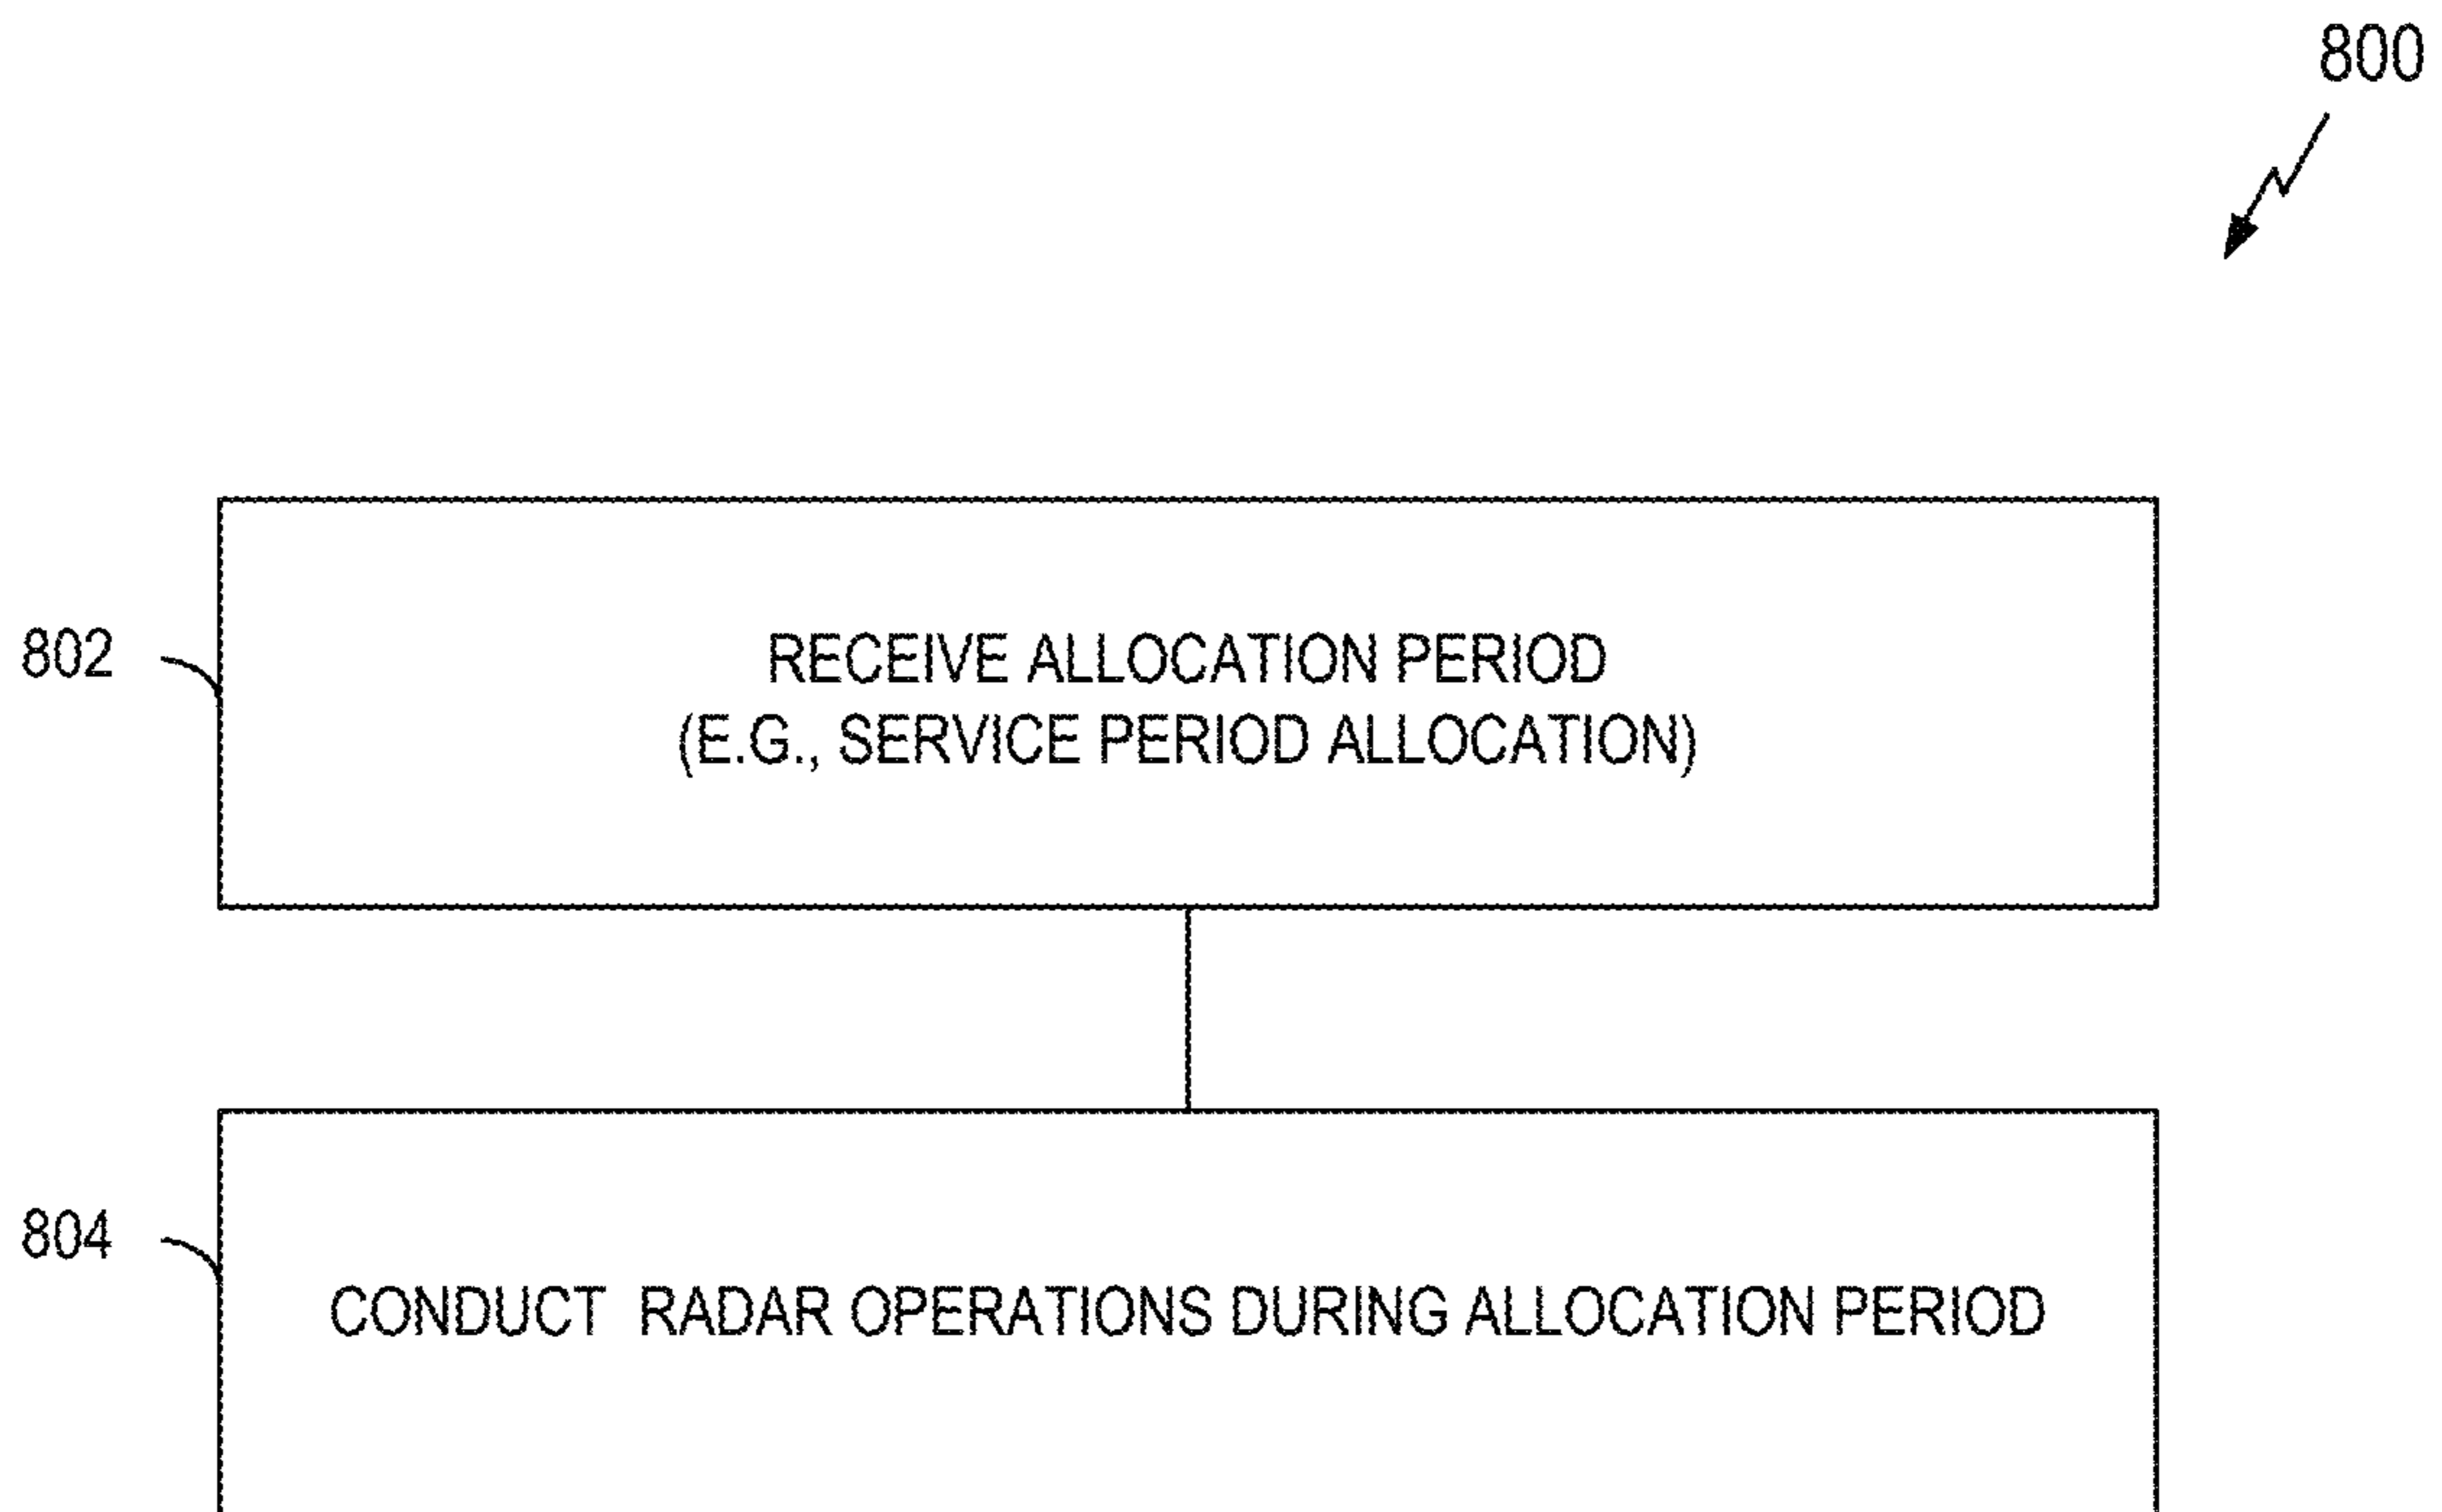 800
802
RECEIVE ALLOCATION PERIOD
(E.G., SERVICE PERIOD ALLOCATION)
804
CONDUCT RADAR OPERATIONS DURING ALLOCATION PERIOD